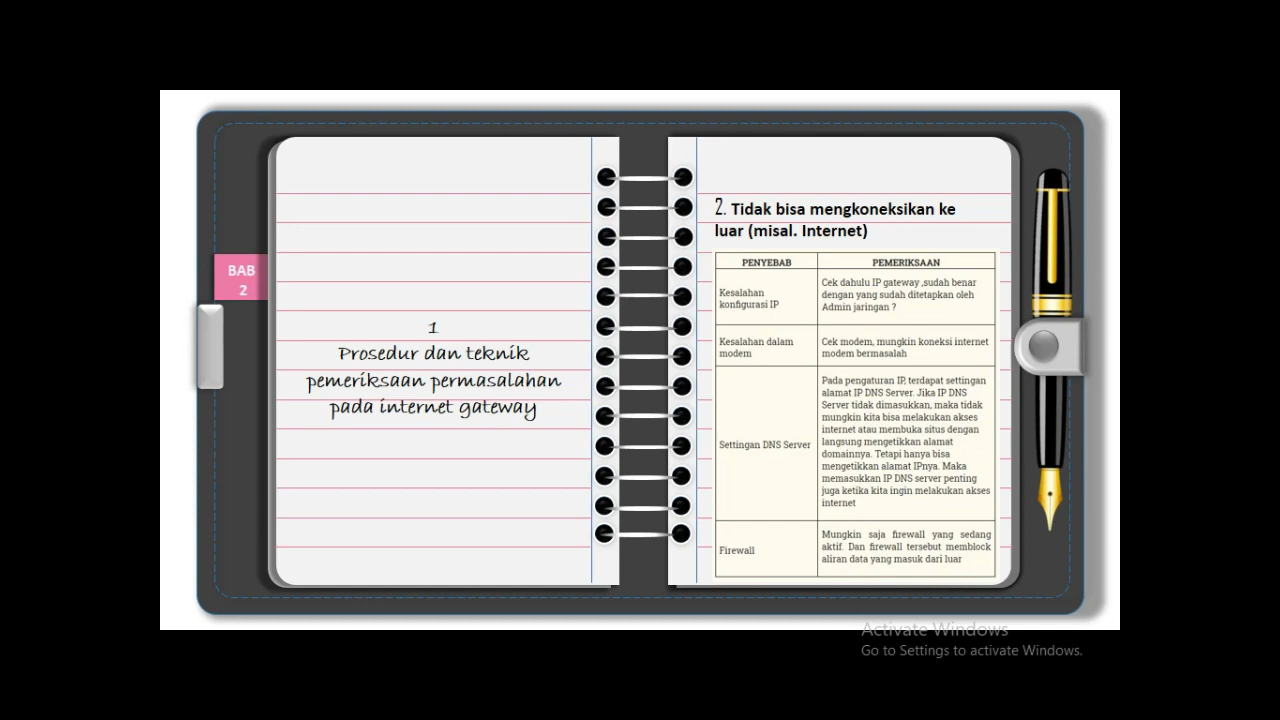 BAB
2
1
Prosedur dan teknik
pemeriksaan permasalahan
pada internet gateway
2. Tidak bisa mengkoneksikan ke
luar (misal. Internet)
PENYEBAB PEMERIKSAAN
Kesalahan
konfigurasi IP
Cek dahulu IP gateway ,sudah benar
dengan yang sudah ditetapkan oleh
Admin jaringan ?
Kesalahan dalam
modem
Cek modem, mungkin koneksi internet
modem bermasalah
Settingan DNS Server
Pada pengaturan IP, terdapat settingan
alamat IP DNS Server. Jika IP DNS
Server tidak dimasukkan, maka tidak
mungkin kita bisa melakukan akses
internet atau membuka situs dengan
langsung mengetikkan alamat
domainnya. Tetapi hanya bisa
mengetikkan alamat IPnya. Maka
memasukkan IP DNS server penting
juga ketika kita ingin melakukan akses
internet
Firewall
Mungkin saja firewall yang sedang
aktif. Dan firewall tersebut memblock
aliran data yang masuk dari luar
Activate Windows
Go to Settings to activate Windows.